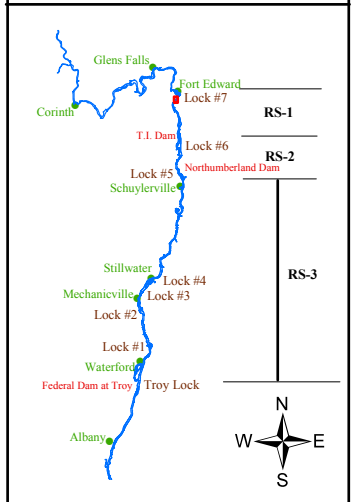 Glens Falls
Fort Edward
Lock #7
Corinth
RS-1
T.I. Dam
Lock #6
RS-2
Northumberland Dam
Lock #5
Schuylerville
RS-3
Stillwater
Lock #4
Mechanicville
Lock #3
Lock #2
Lock #1
Waterford
Federal Dam at Troy
Troy Lock
N
W
E
S
Albany